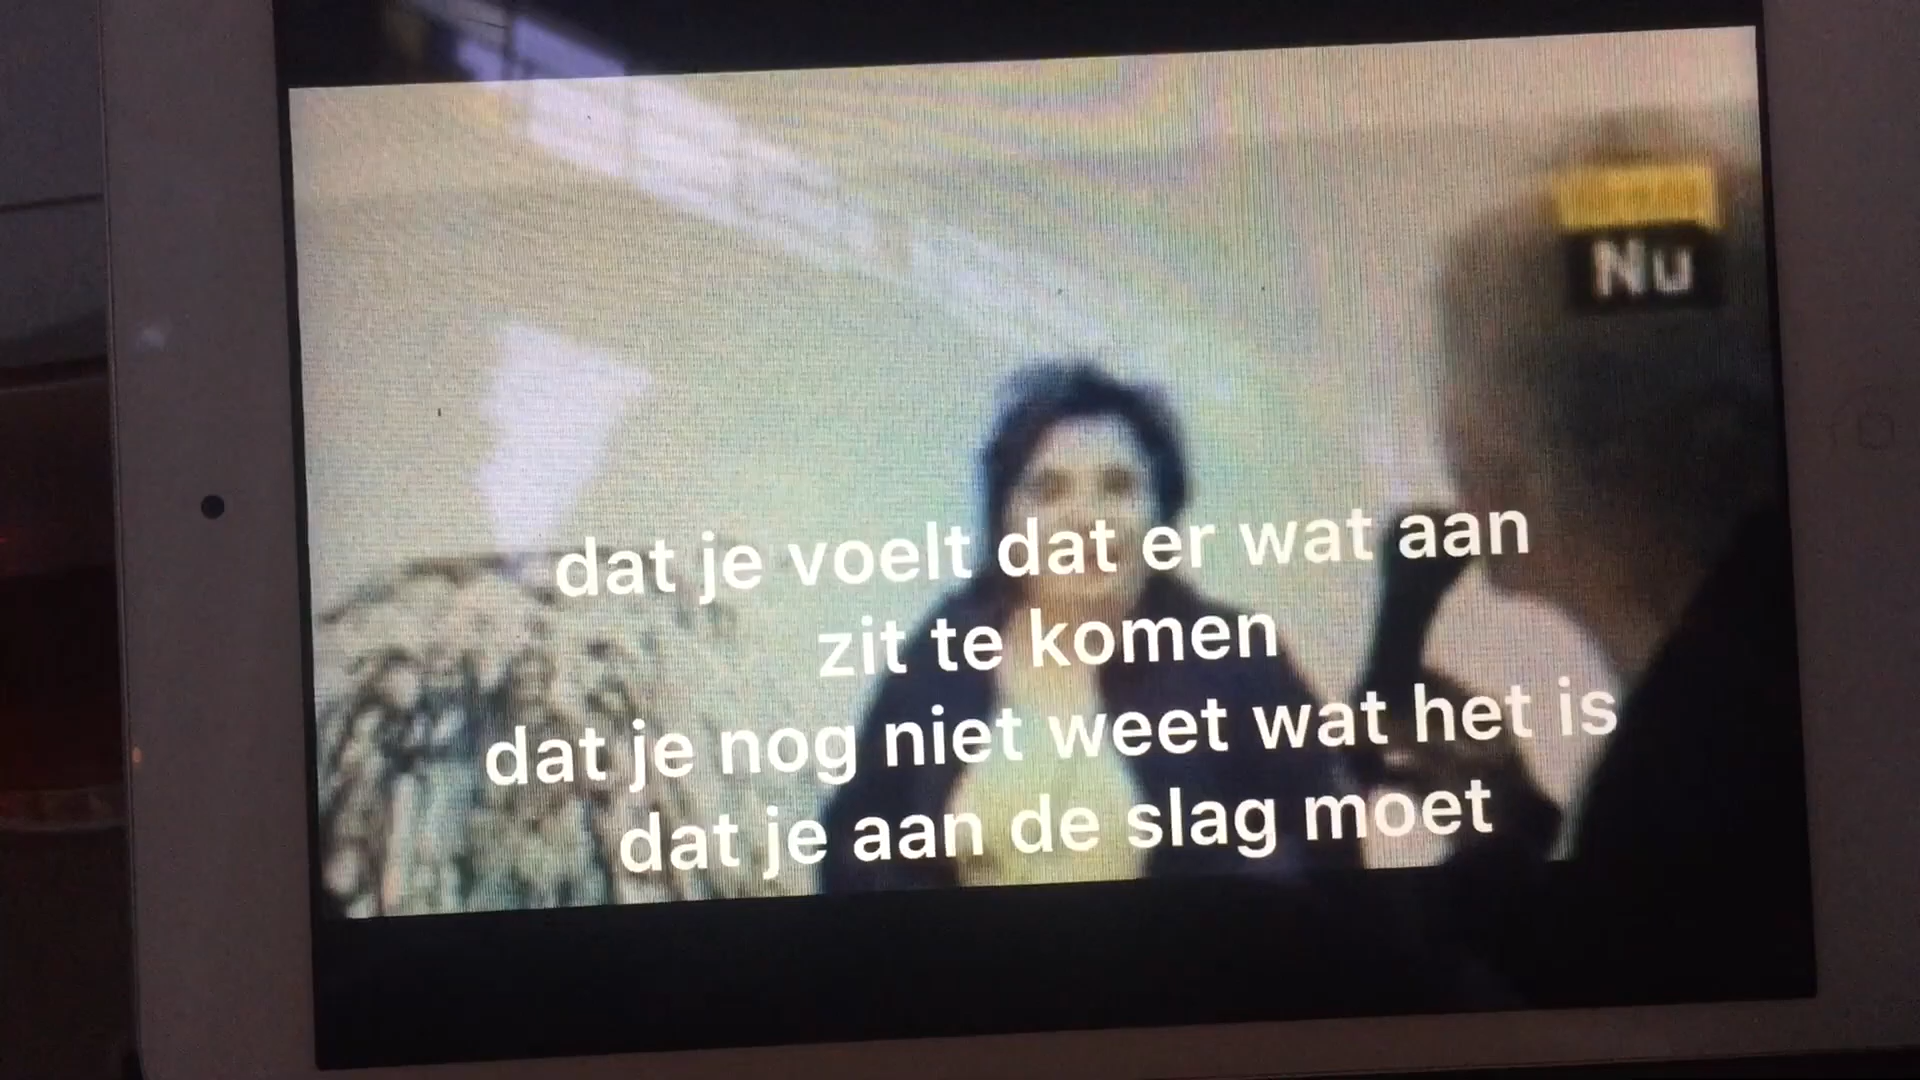 Nu
dat je voelt dat er wat aan
zit te komen
dat je nog niet weet wat het is
dat je aan de slag moet